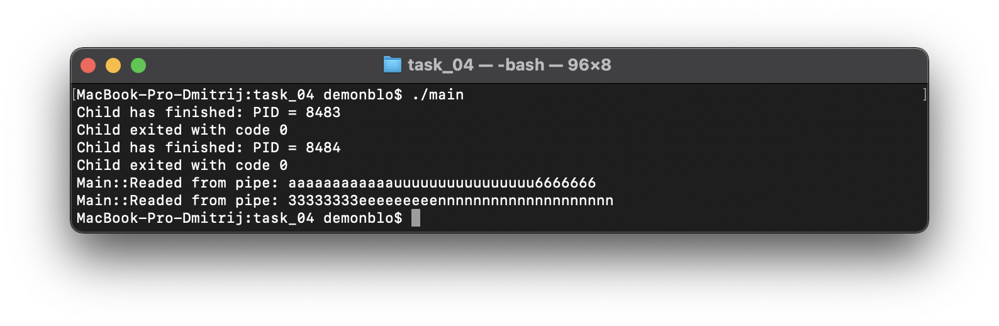 task_04 — -bash — 96×8
[MacBook-Pro-Dmitrij:task_04 demonblo$ ./main ]
Child has finished: PID = 8483
Child exited with code 0
Child has finished: PID = 8484
Child exited with code 0
Main::Readed from pipe: aaaaaaaaaaaauuuuuuuuuuuuuuuu6666666
Main::Readed from pipe: 33333333eeeeeeeeennnnnnnnnnnnnnnnnnnn
MacBook-Pro-Dmitrij:task_04 demonblo$